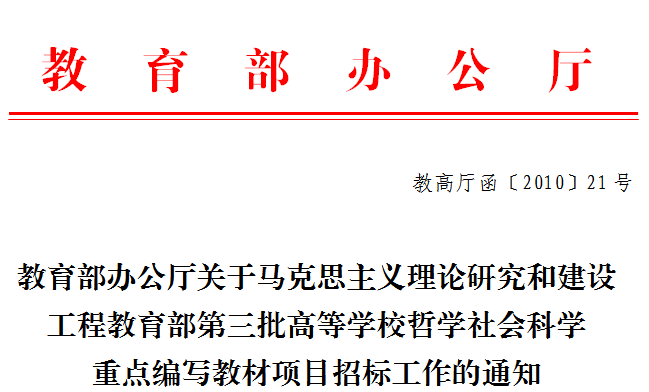 教育部办公厅
教高厅函〔2010〕21号
教育部办公厅关于马克思主义理论研究和建设
工程教育部第三批高等学校哲学社会科学
重点编写教材项目招标工作的通知